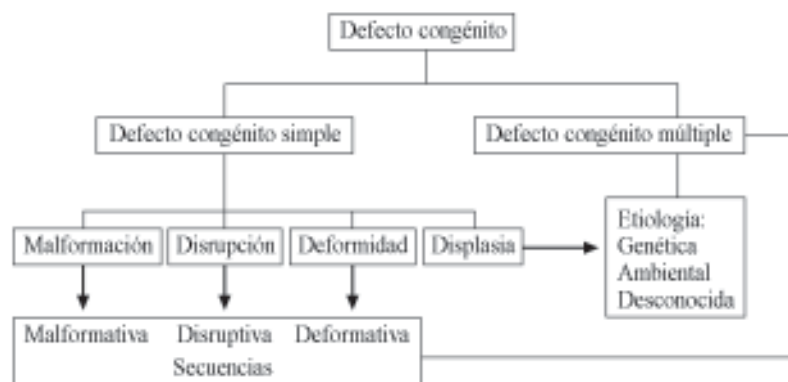 Defecto congénito
Defecto congénito simple
Defecto congénito múltiple
Malformación
Disrupción
Deformidad
Displasia
Etiología:
Genética
Ambiental
Desconocida
Malformativa Disruptiva Deformativa
Secuencias